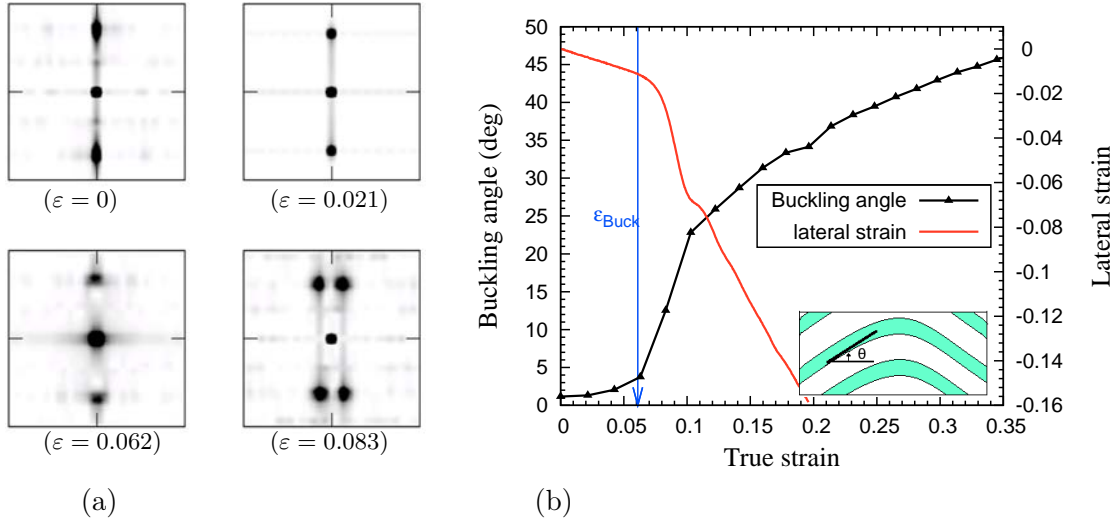 (ε = 0)
(ε = 0.021)
(ε = 0.062)
(ε = 0.083)
(a)
50
45
40
35
30
25
20
15
10
5
0
Buckling angle (deg)
0
0.05
0.1
0.15
0.2
0.25
0.3
0.35
True strain
0
-0.02
-0.04
-0.06
-0.08
-0.1
-0.12
-0.14
-0.16
Lateral strain
εBuck
Buckling angle
lateral strain
θ
(b)